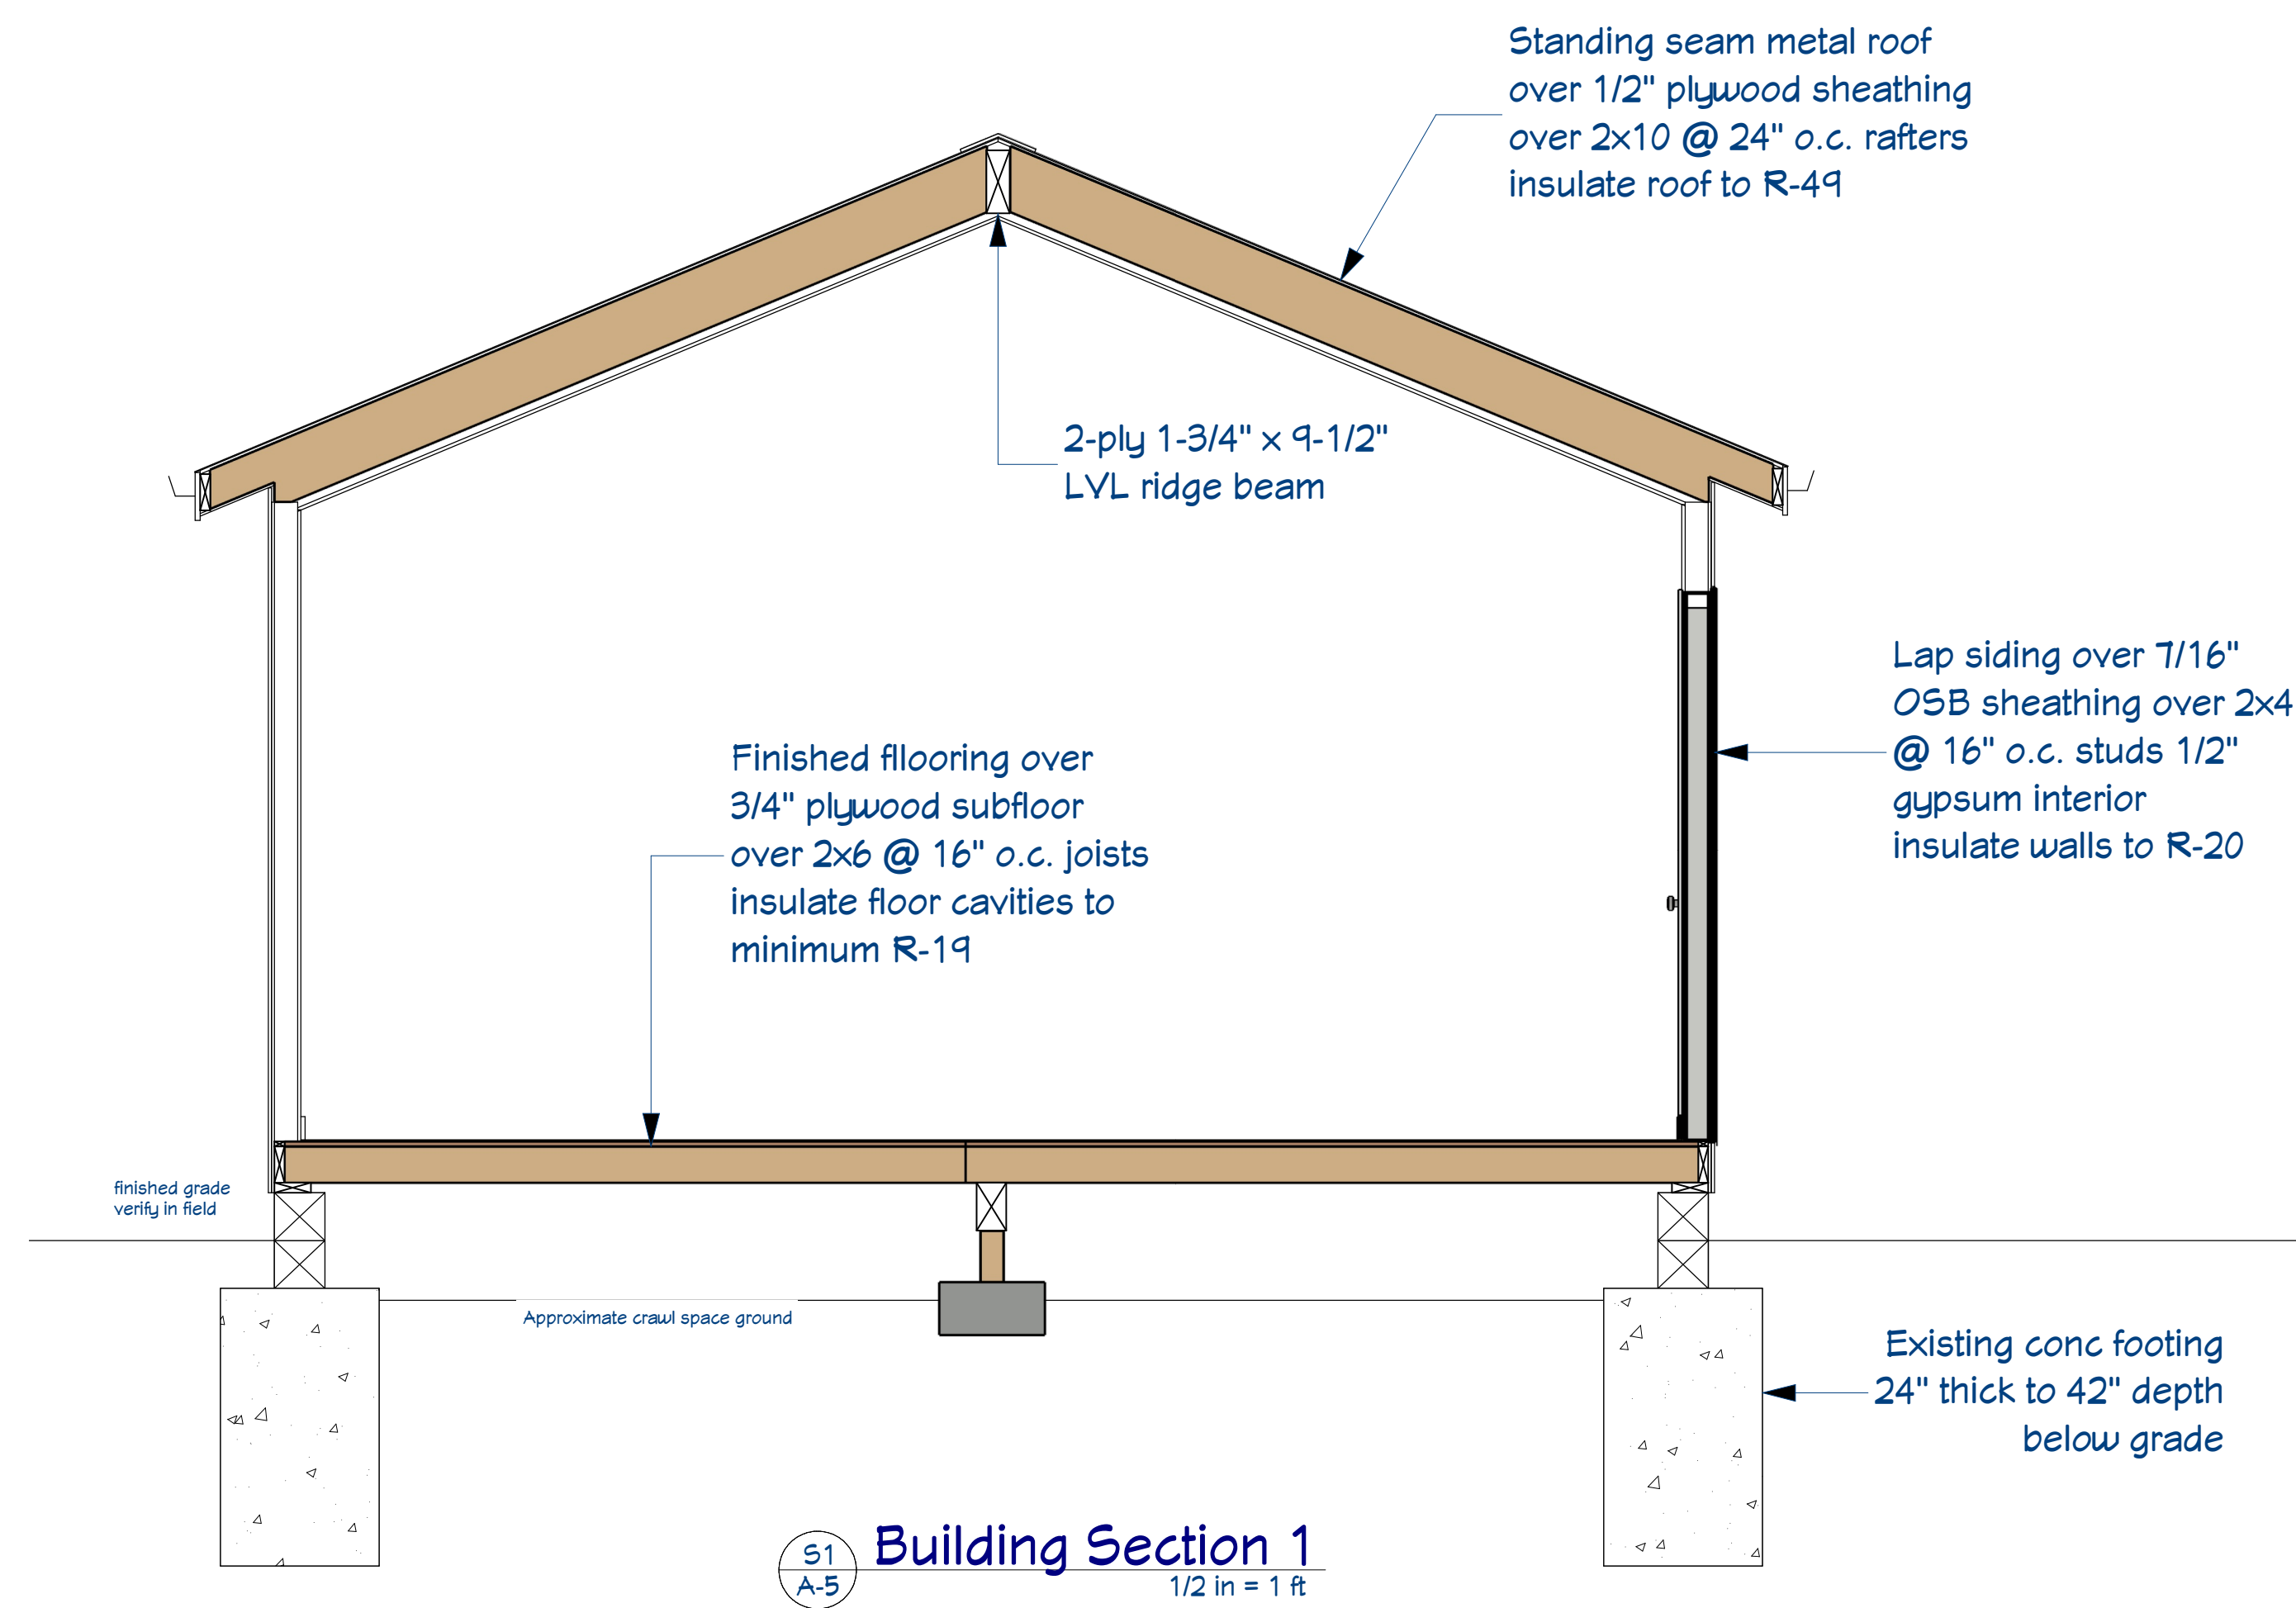 Standing seam metal roof
over 1/2" plywood sheathing
over 2x10 @ 24" o.c. rafters
insulate roof to R-49
2-ply 1-3/4" x 9-1/2"
LVL ridge beam
Lap siding over 7/16"
OSB sheathing over 2x4
@ 16" o.c. studs 1/2"
gypsum interior
insulate walls to R-20
Finished fllooring over
3/4" plywood subfloor
over 2x6 @ 16" o.c. joists
insulate floor cavities to
minimum R-19
finished grade
verify in field
Approximate crawl space ground
Existing conc footing
24" thick to 42" depth
below grade
S1
A-5
Building Section 1
1/2 in = 1 ft